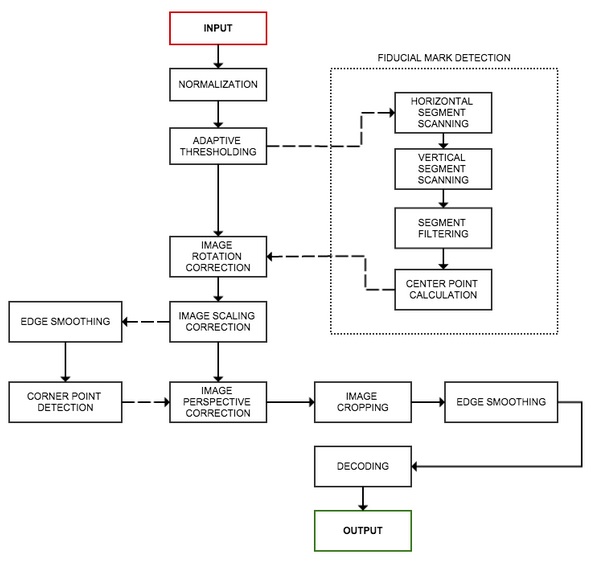 INPUT
FIDUCIAL MARK DETECTION
NORMALIZATION
HORIZONTAL
SEGMENT
SCANNING
ADAPTIVE
THRESHOLDING
VERTICAL
SEGMENT
SCANNING
SEGMENT
FILTERING
IMAGE
ROTATION
CORRECTION
CENTER POINT
CALCULATION
EDGE SMOOTHING
IMAGE SCALING
CORRECTION
CORNER POINT
DETECTION
IMAGE
PERSPECTIVE
CORRECTION
IMAGE
CROPPING
EDGE SMOOTHING
DECODING
OUTPUT